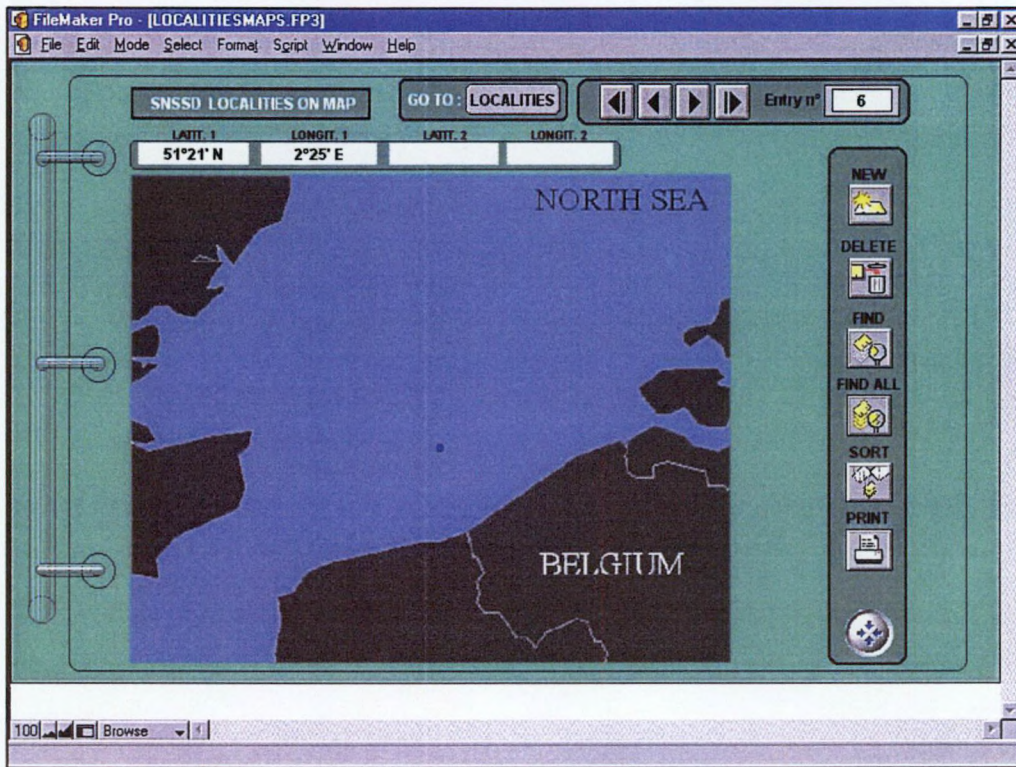 FileMaker Pro - [LOCALITIESMAPS.FP3]
File Edit Mode Select Format Script Window Help
SNSSD LOCALITIES ON MAP
GO TO : LOCALITIES
Entry n° 6
LATIT. 1 LONGIT. 1 LATIT. 2 LONGIT. 2
51°21' N 2°25' E
NORTH SEA
BELGIUM
NEW
DELETE
FIND
FIND ALL
SORT
PRINT
100 Browse